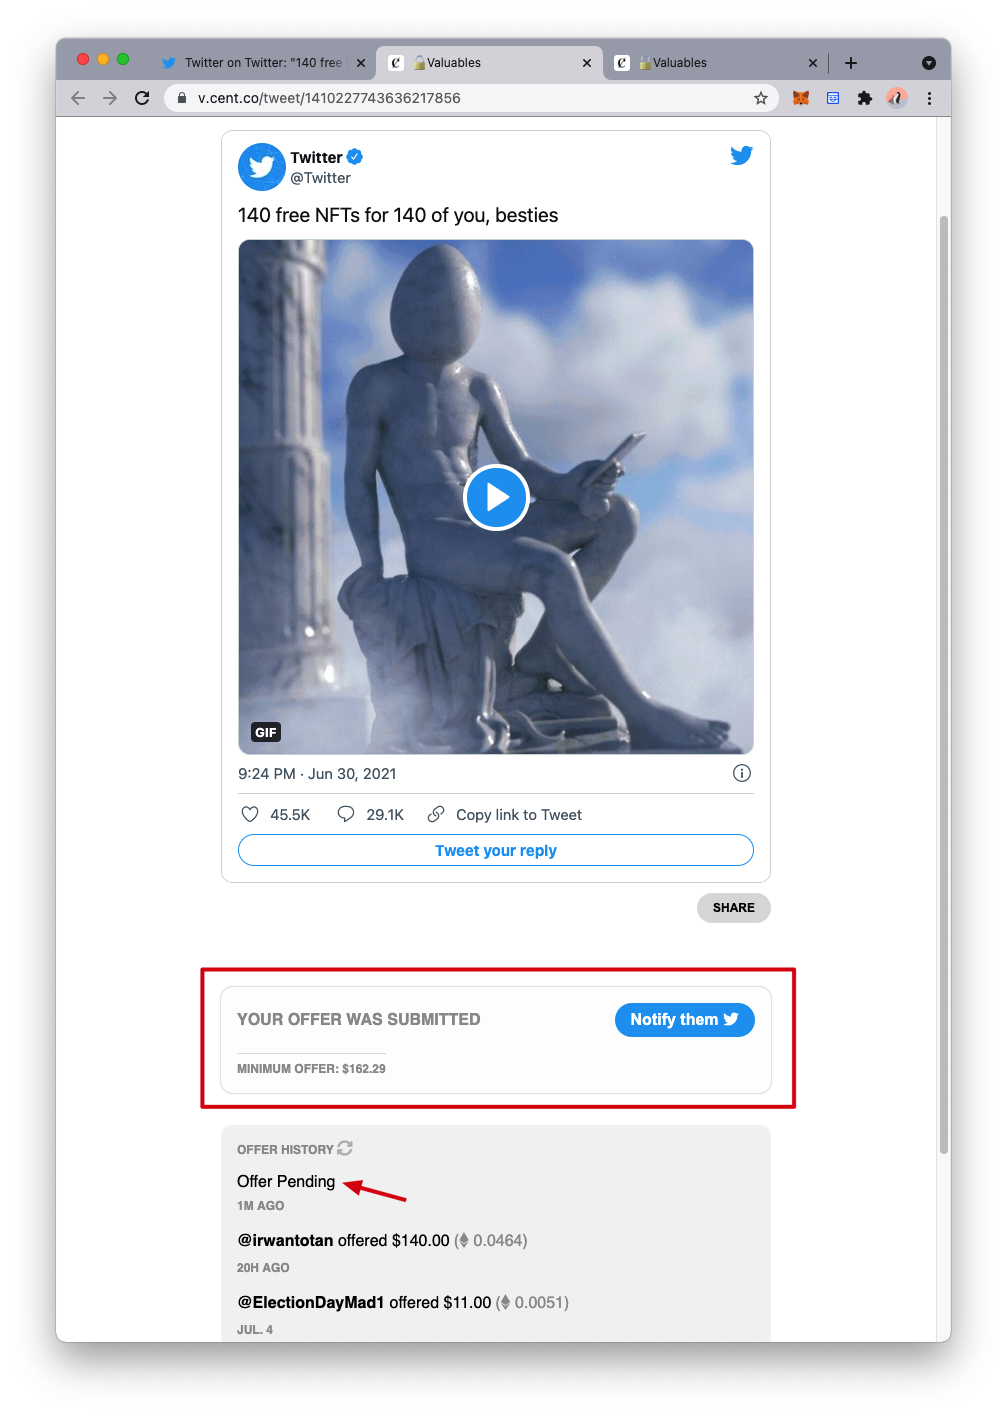 Twitter on Twitter: "140 free
Valuables
Valuables
v.cent.co/tweet/1410227743636217856
Twitter
@Twitter
140 free NFTs for 140 of you, besties
GIF
9:24 PM · Jun 30, 2021
45.5K 29.1K Copy link to Tweet
Tweet your reply
SHARE
YOUR OFFER WAS SUBMITTED
Notify them
MINIMUM OFFER: $162.29
OFFER HISTORY
Offer Pending
1M AGO
@irwantotan offered $140.00 (⧫ 0.0464)
20H AGO
@ElectionDayMad1 offered $11.00 (⧫ 0.0051)
JUL. 4